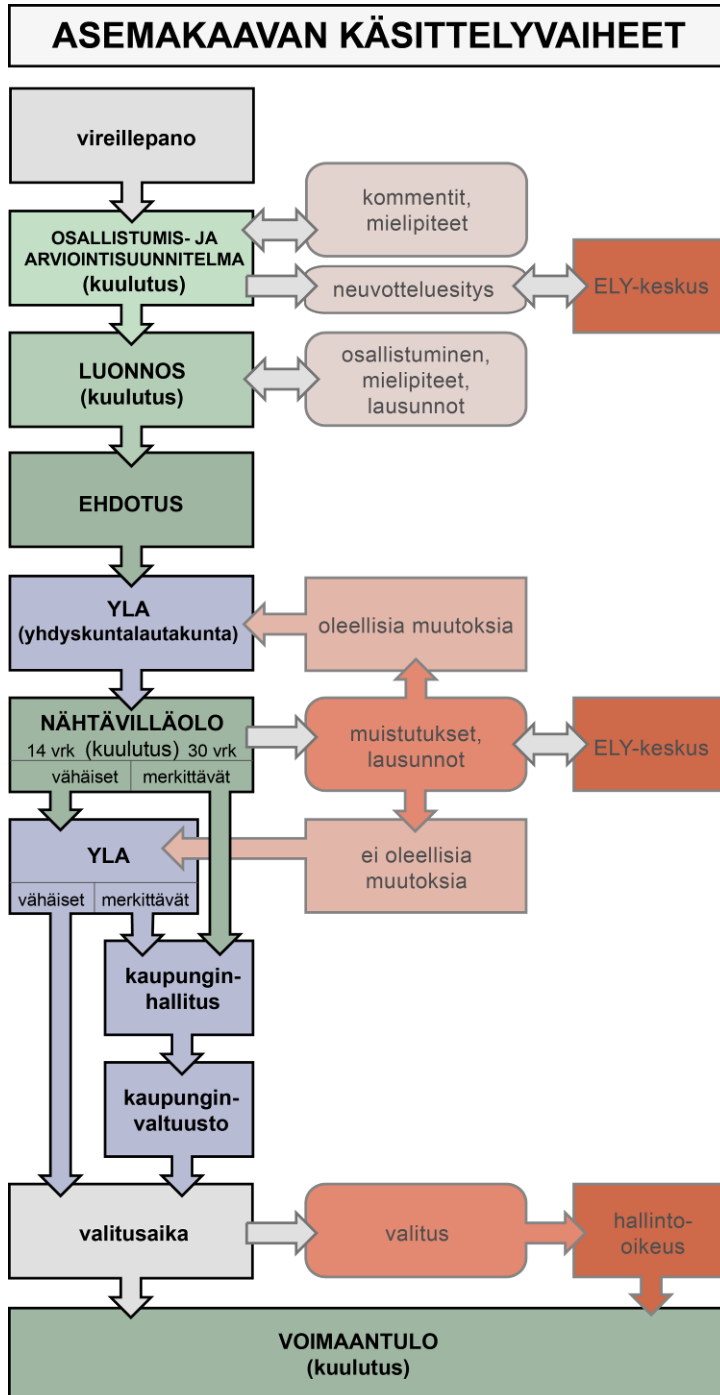 ASEMAKAAVAN KÄSITTELYVAIHEET
vireillepano
kommentit,
mielipiteet
OSALLISTUMIS- JA
ARVIOINTISUUNNITELMA
(kuulutus)
neuvotteluesitys
ELY-keskus
LUONNOS
(kuulutus)
osallistuminen,
mielipiteet,
lausunnot
EHDOTUS
YLA
(yhdyskuntalautakunta)
oleellisia muutoksia
NÄHTÄVILLÄOLO
14 vrk (kuulutus) 30 vrk
vähäiset merkittävät
muistutukset,
lausunnot
ELY-keskus
YLA
vähäiset merkittävät
ei oleellisia
muutoksia
kaupungin-
hallitus
kaupungin-
valtuusto
valitusaika
valitus
hallinto-
oikeus
VOIMAANTULO
(kuulutus)